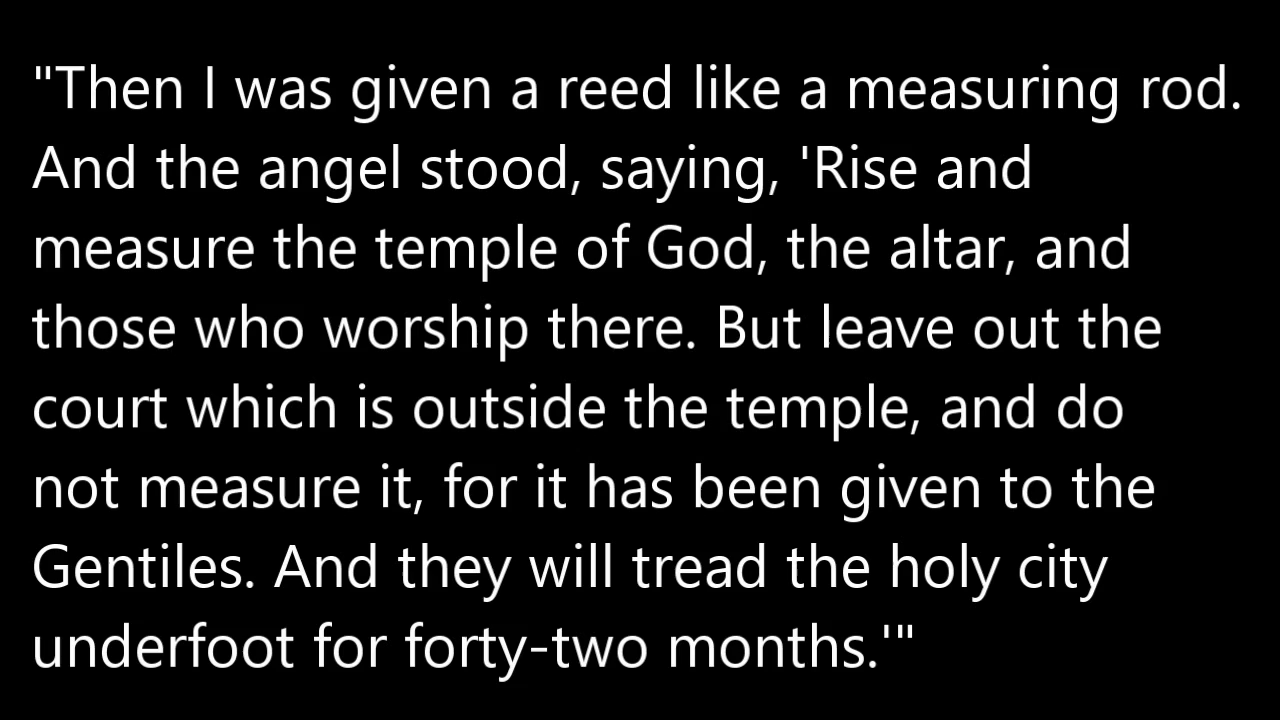 "Then I was given a reed like a measuring rod.
And the angel stood, saying, 'Rise and
measure the temple of God, the altar, and
those who worship there. But leave out the
court which is outside the temple, and do
not measure it, for it has been given to the
Gentiles. And they will tread the holy city
underfoot for forty-two months.'"